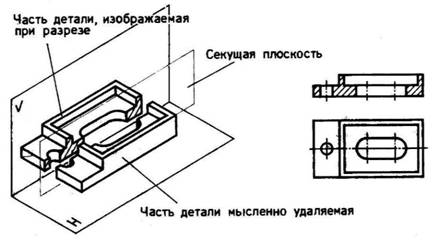 Часть детали, изображаемая
при разрезе
Секущая плоскость
V
H
Часть детали мысленно удаляемая